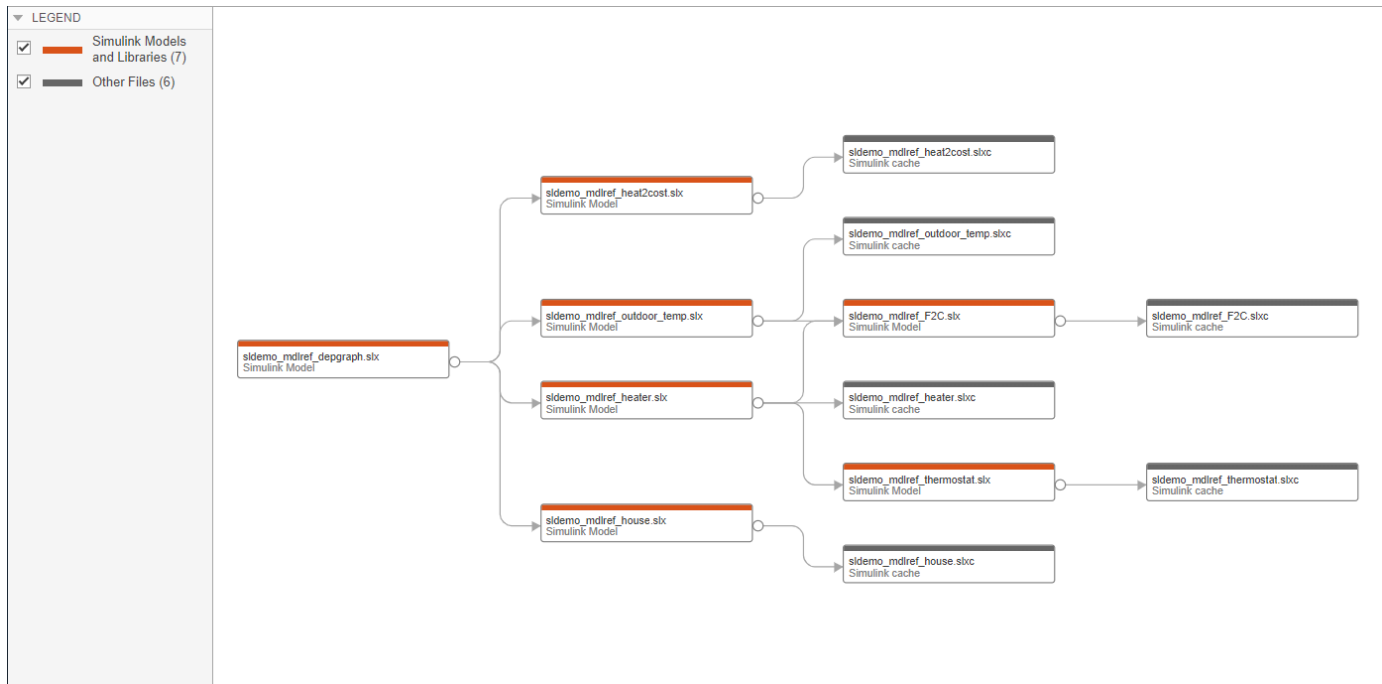 LEGEND
Simulink Models
and Libraries (7)
Other Files (6)
sldemo_mdlref_depgraph.slx
Simulink Model
sldemo_mdlref_heat2cost.slx
Simulink Model
sldemo_mdlref_outdoor_temp.slx
Simulink Model
sldemo_mdlref_heater.slx
Simulink Model
sldemo_mdlref_house.slx
Simulink Model
sldemo_mdlref_heat2cost.slxc
Simulink cache
sldemo_mdlref_outdoor_temp.slxc
Simulink cache
sldemo_mdlref_F2C.slx
Simulink Model
sldemo_mdlref_heater.slxc
Simulink cache
sldemo_mdlref_thermostat.slx
Simulink Model
sldemo_mdlref_house.slxc
Simulink cache
sldemo_mdlref_F2C.slxc
Simulink cache
sldemo_mdlref_thermostat.slxc
Simulink cache